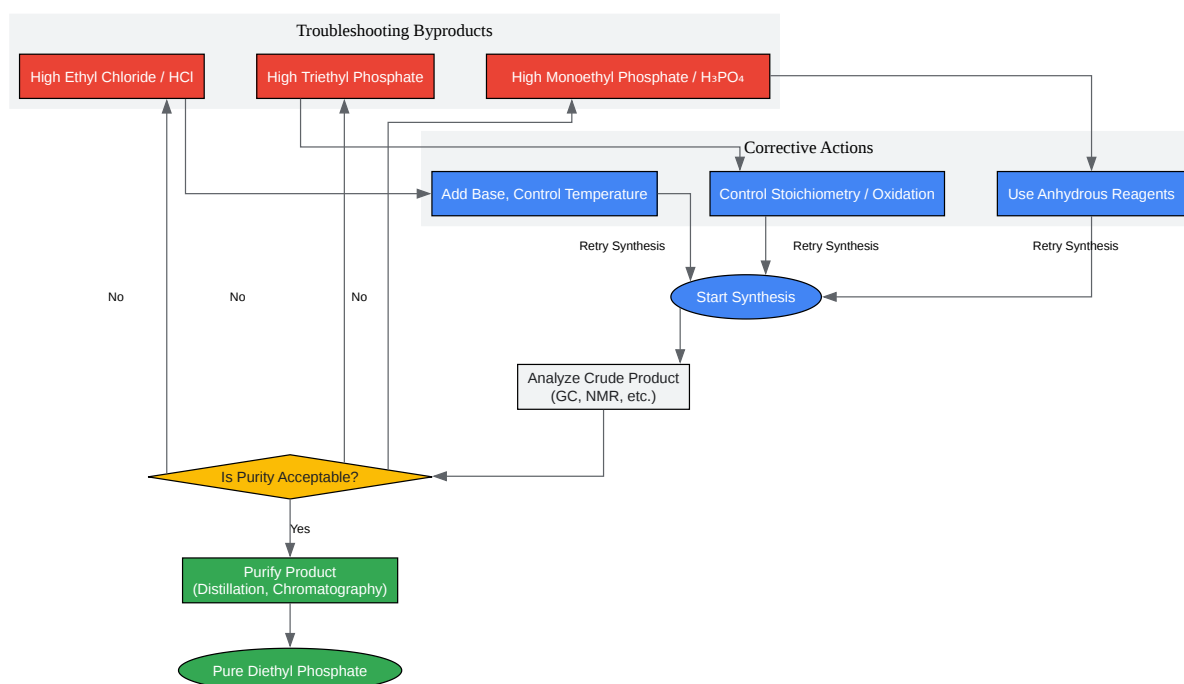 Troubleshooting Byproducts
High Ethyl Chloride / HCl
High Triethyl Phosphate
High Monoethyl Phosphate / H₃PO₄
Corrective Actions
Add Base, Control Temperature
Control Stoichiometry / Oxidation
Use Anhydrous Reagents
Retry Synthesis
Retry Synthesis
Retry Synthesis
No
No
No
Start Synthesis
Analyze Crude Product
(GC, NMR, etc.)
Is Purity Acceptable?
Yes
Purify Product
(Distillation, Chromatography)
Pure Diethyl Phosphate